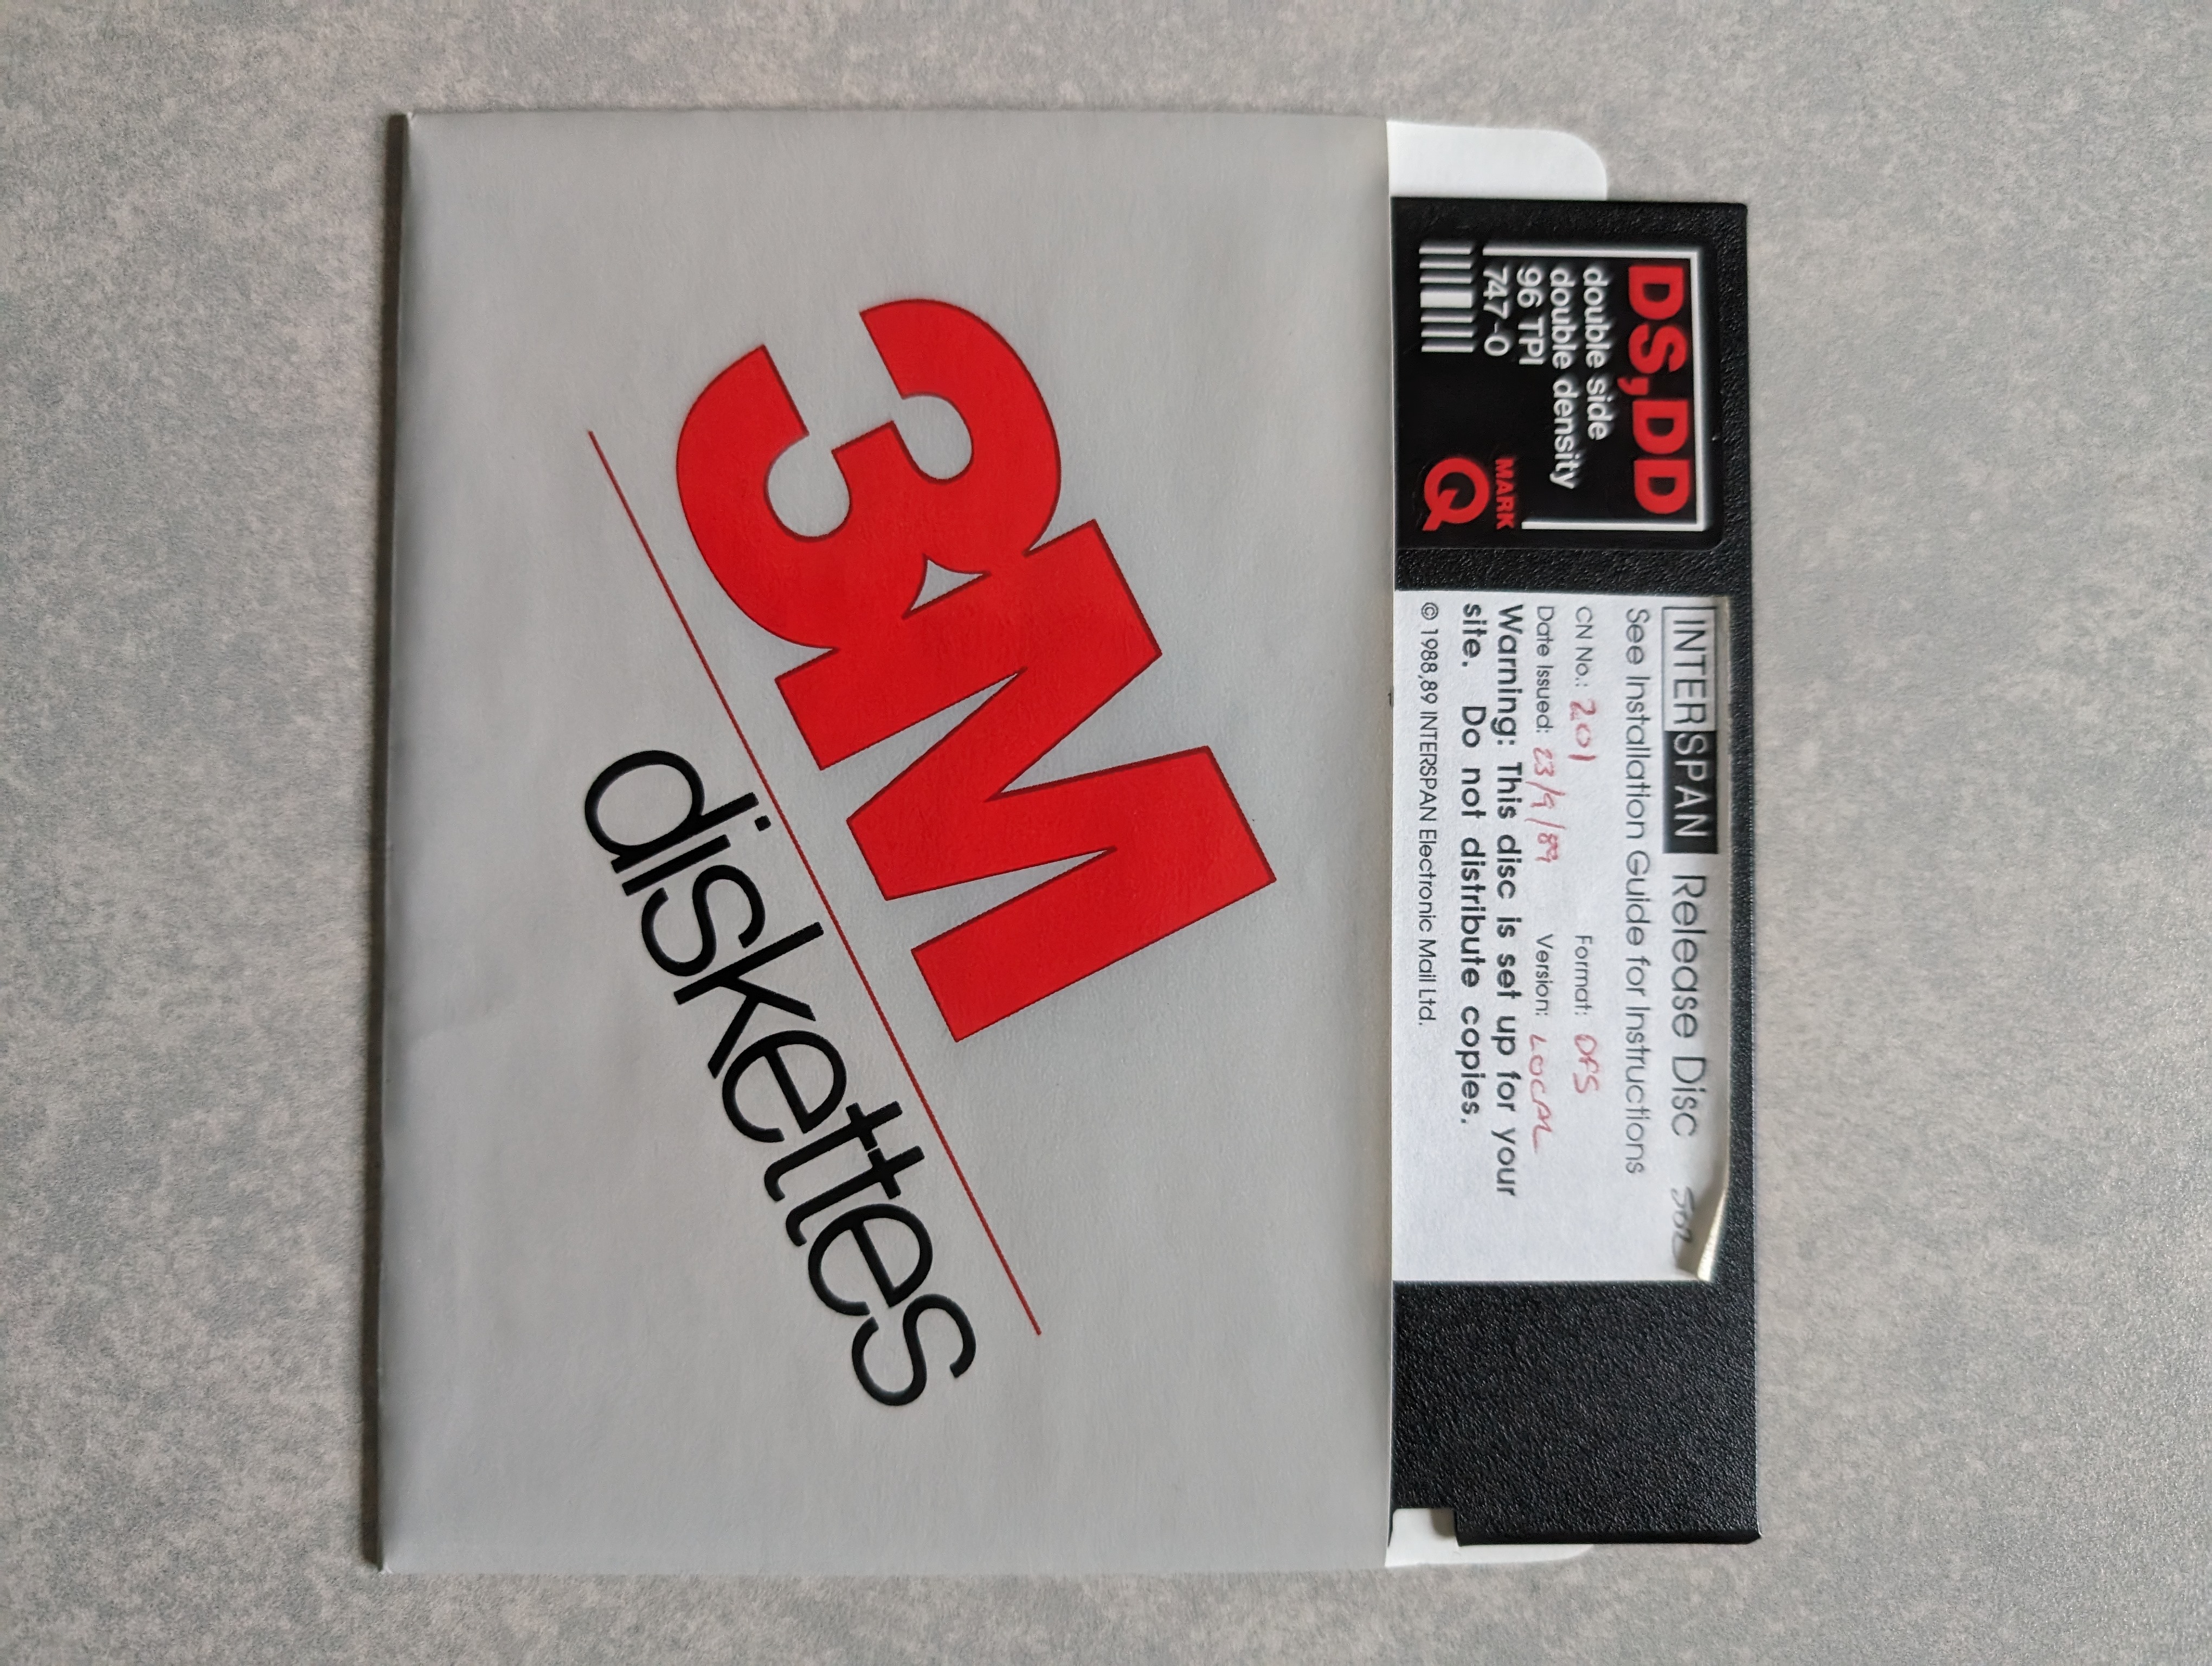 DS,DD
double side
double density
96 TPI
747-0
MARK
Q
INTERSPAN Release Disc
See Installation Guide for Instructions
CN No.: 201 Format: DFS
Date Issued: 23/9/89 Version: LOCAL
Warning: This disc is set up for your
site. Do not distribute copies.
© 1988,89 INTERSPAN Electronic Mail Ltd.
3M
diskettes